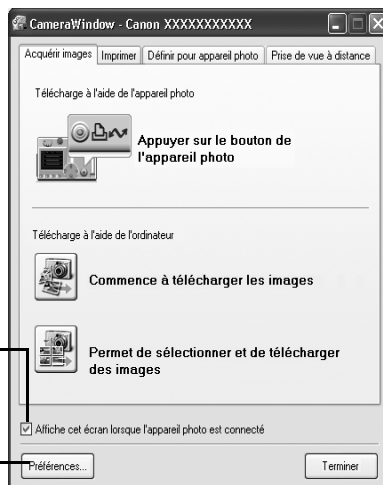 CameraWindow - Canon XXXXXXXXXXX
Acquérir images Imprimer Définir pour appareil photo Prise de vue à distance
Télécharge à l'aide de l'appareil photo
Appuyer sur le bouton de
l'appareil photo
Télécharge à l'aide de l'ordinateur
Commence à télécharger les images
Permet de sélectionner et de télécharger
des images
Affiche cet écran lorsque l'appareil photo est connecté
Préférences... Terminer